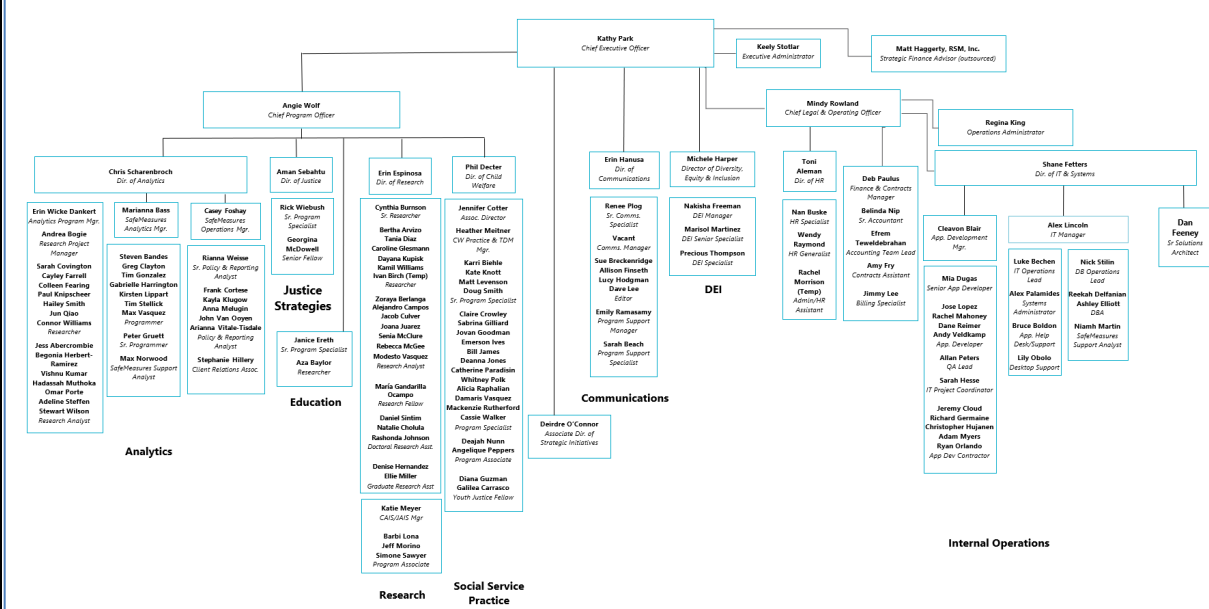 Kathy Park
Chief Executive Officer
Keely Stotlar
Executive Administrator
Matt Haggerty, RSM, Inc.
Strategic Finance Advisor (outsourced)
Angie Wolf
Chief Program Officer
Mindy Rowland
Chief Legal & Operating Officer
Regina King
Operations Administrator
Chris Scharenbroch
Dir. of Analytics
Aman Sebahtu
Dir. of Justice
Erin Espinosa
Dir. of Research
Phil Decter
Dir. of Child
Welfare
Erin Hanusa
Dir. of
Communications
Michele Harper
Director of Diversity,
Equity & Inclusion
Toni
Aleman
Dir. of HR
Deb Paulus
Finance & Contracts
Manager
Belinda Nip
Sr. Accountant
Efrem
Teweldebrahan
Accounting Team Lead
Amy Fry
Contracts Assistant
Jimmy Lee
Billing Specialist
Shane Fetters
Dir. of IT & Systems
Erin Wicke Dankert
Analytics Program Mgr.
Andrea Bogie
Research Project
Manager
Sarah Covington
Cayley Farrell
Colleen Fearing
Paul Knipscheer
Hailey Smith
Jun Qiao
Connor Williams
Researcher
Jess Abercrombie
Begonia Herbert-
Ramirez
Vishnu Kumar
Hadassah Muthoka
Omar Porte
Adeline Steffen
Stewart Wilson
Research Analyst
Marianna Bass
SafeMeasures
Analytics Mgr.
Steven Bandes
Greg Clayton
Tim Gonzalez
Gabrielle Harrington
Kirsten Lippart
Tim Stellick
Max Vasquez
Programmer
Peter Gruett
Sr. Programmer
Max Norwood
SafeMeasures Support
Analyst
Casey Foshay
SafeMeasures
Operations Mgr.
Rianna Weisse
Sr. Policy & Reporting
Analyst
Frank Cortese
Kayla Klugow
Anna Melugin
John Van Ooyen
Arianna Vitale-Tisdale
Policy & Reporting
Analyst
Stephanie Hillery
Client Relations Assoc.
Analytics
Rick Wiebush
Sr. Program
Specialist
Georgina
McDowell
Senior Fellow
Justice
Strategies
Janice Ereth
Sr. Program Specialist
Aza Baylor
Researcher
Education
Cynthia Burnson
Sr. Researcher
Bertha Arvizo
Tania Diaz
Caroline Glesmann
Dayana Kupisk
Kamil Williams
Ivan Birch (Temp)
Researcher
Zoraya Berlanga
Alejandro Campos
Jacob Culver
Joana Juarez
Senia McClure
Rebecca McGee
Modesto Vasquez
Research Analyst
María Gandarilla
Ocampo
Research Fellow
Daniel Sintim
Natalie Cholula
Rashonda Johnson
Doctoral Research Asst.
Denise Hernandez
Ellie Miller
Graduate Research Asst
Katie Meyer
CAIS/JAIS Mgr
Barbi Lona
Jeff Morino
Simone Sawyer
Program Associate
Research
Jennifer Cotter
Assoc. Director
Heather Meitner
CW Practice & TDM
Mgr.
Karri Biehle
Kate Knott
Matt Levenson
Doug Smith
Sr. Program Specialist
Claire Crowley
Sabrina Gilliard
Jovan Goodman
Emerson Ives
Bill James
Deanna Jones
Catherine Paradisin
Whitney Polk
Alicia Raphalian
Damaris Vasquez
Mackenzie Rutherford
Cassie Walker
Program Specialist
Deajah Nunn
Angelique Peppers
Program Associate
Diana Guzman
Galilea Carrasco
Youth Justice Fellow
Social Service
Practice
Deirdre O'Connor
Associate Dir. of
Strategic Initiatives
Renee Plog
Sr. Comms.
Specialist
Vacant
Comms. Manager
Sue Breckenridge
Allison Finseth
Lucy Hodgman
Dave Lee
Editor
Emily Ramasamy
Program Support
Manager
Sarah Beach
Program Support
Specialist
Communications
Nakisha Freeman
DEI Manager
Marisol Martinez
DEI Senior Specialist
Precious Thompson
DEI Specialist
DEI
Nan Buske
HR Specialist
Wendy
Raymond
HR Generalist
Rachel
Morrison
(Temp)
Admin/HR
Assistant
Cleavon Blair
App. Development
Mgr.
Mia Dugas
Senior App Developer
Jose Lopez
Rachel Mahoney
Dane Reimer
Andy Veldkamp
App. Developer
Allan Peters
QA Lead
Sarah Hesse
IT Project Coordinator
Jeremy Cloud
Richard Germaine
Christopher Hujanen
Adam Myers
Ryan Orlando
App Dev Contractor
Alex Lincoln
IT Manager
Luke Bechen
IT Operations
Lead
Alex Palamides
Systems
Administrator
Bruce Boldon
App. Help
Desk/Support
Lily Obolo
Desktop Support
Nick Stilin
DB Operations
Lead
Reekah Delfanian
Ashley Elliott
DBA
Niamh Martin
SafeMeasures
Support Analyst
Dan
Feeney
Sr Solutions
Architect
Internal Operations